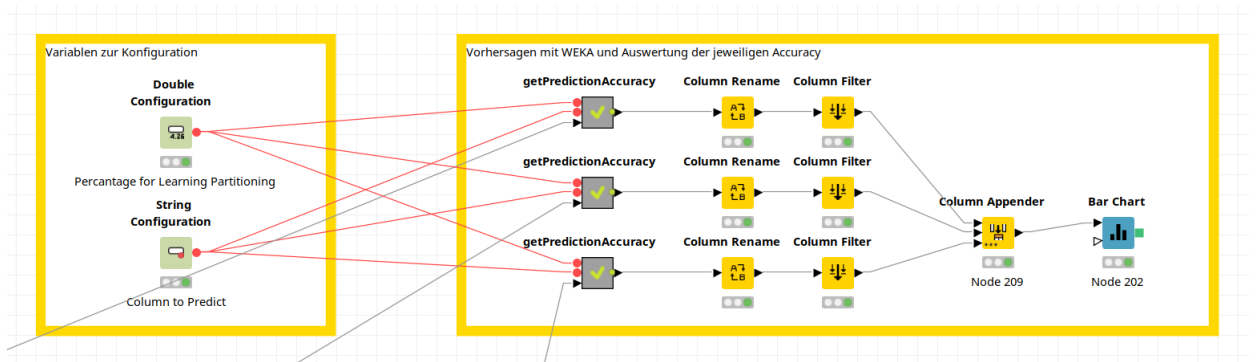 Variablen zur Konfiguration
Double
Configuration
4.26
Percentage for Learning Partitioning
String
Configuration
Column to Predict
Vorhersagen mit WEKA und Auswertung der jeweiligen Accuracy
getPredictionAccuracy
Column Rename
Column Filter
A
B
getPredictionAccuracy
Column Rename
Column Filter
A
B
getPredictionAccuracy
Column Rename
Column Filter
A
B
Column Appender
Node 209
Bar Chart
Node 202